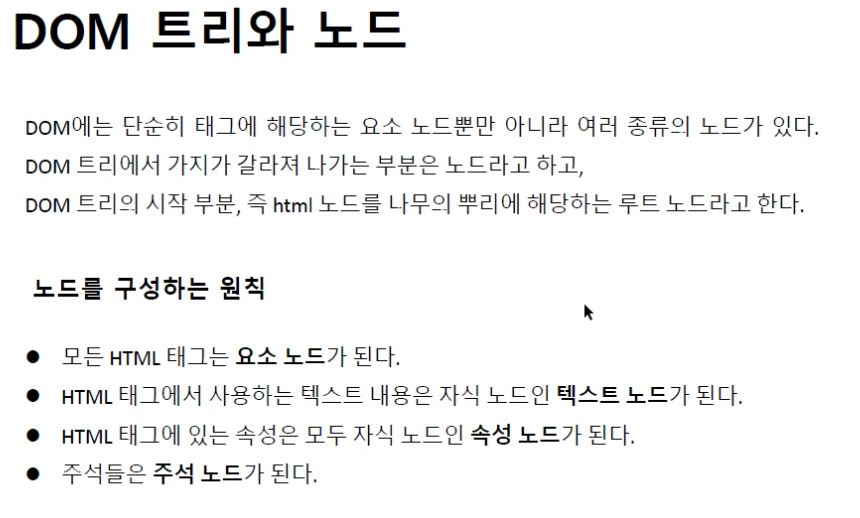 DOM 트리와 노드
DOM에는 단순히 태그에 해당하는 요소 노드뿐만 아니라 여러 종류의 노드가 있다.
DOM 트리에서 가지가 갈라져 나가는 부분은 노드라고 하고,
DOM 트리의 시작 부분, 즉 html 노드를 나무의 뿌리에 해당하는 루트 노드라고 한다.
노드를 구성하는 원칙
● 모든 HTML 태그는 요소 노드가 된다.
● HTML 태그에서 사용하는 텍스트 내용은 자식 노드인 텍스트 노드가 된다.
● HTML 태그에 있는 속성은 모두 자식 노드인 속성 노드가 된다.
● 주석들은 주석 노드가 된다.